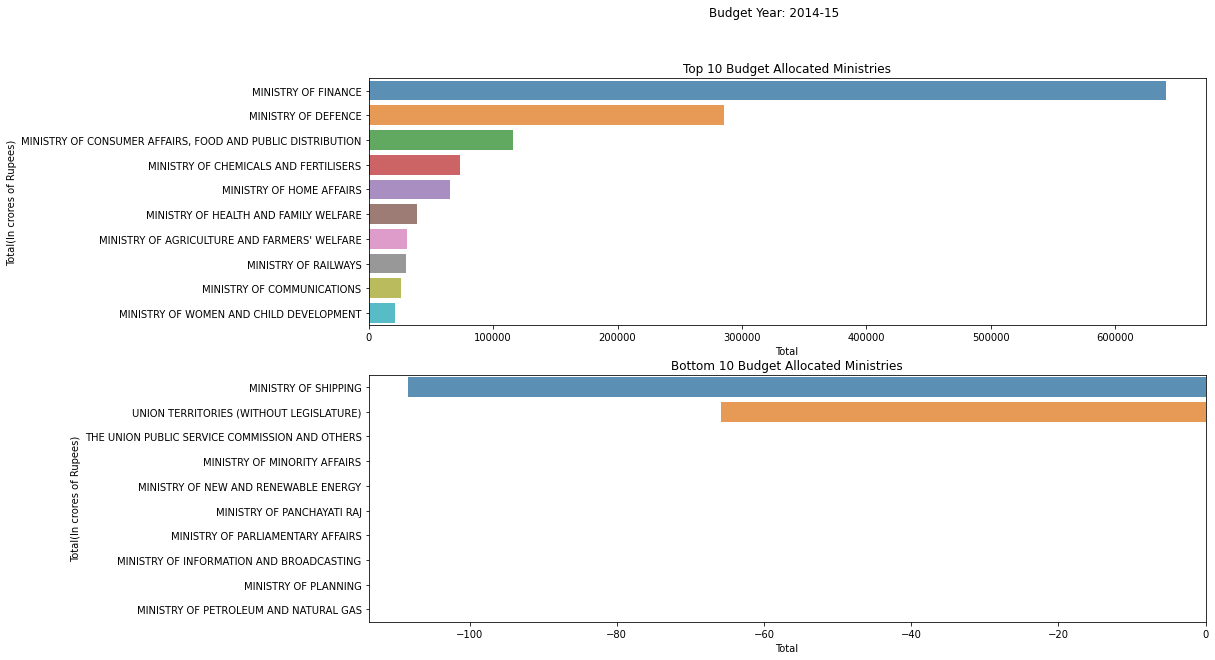 Budget Year: 2014-15
Top 10 Budget Allocated Ministries
Total(In crores of Rupees)
MINISTRY OF FINANCE
MINISTRY OF DEFENCE
MINISTRY OF CONSUMER AFFAIRS, FOOD AND PUBLIC DISTRIBUTION
MINISTRY OF CHEMICALS AND FERTILISERS
MINISTRY OF HOME AFFAIRS
MINISTRY OF HEALTH AND FAMILY WELFARE
MINISTRY OF AGRICULTURE AND FARMERS' WELFARE
MINISTRY OF RAILWAYS
MINISTRY OF COMMUNICATIONS
MINISTRY OF WOMEN AND CHILD DEVELOPMENT
0 100000 200000 300000 400000 500000 600000
Total
Bottom 10 Budget Allocated Ministries
Total(In crores of Rupees)
MINISTRY OF SHIPPING
UNION TERRITORIES (WITHOUT LEGISLATURE)
THE UNION PUBLIC SERVICE COMMISSION AND OTHERS
MINISTRY OF MINORITY AFFAIRS
MINISTRY OF NEW AND RENEWABLE ENERGY
MINISTRY OF PANCHAYATI RAJ
MINISTRY OF PARLIAMENTARY AFFAIRS
MINISTRY OF INFORMATION AND BROADCASTING
MINISTRY OF PLANNING
MINISTRY OF PETROLEUM AND NATURAL GAS
−100 −80 −60 −40 −20 0
Total